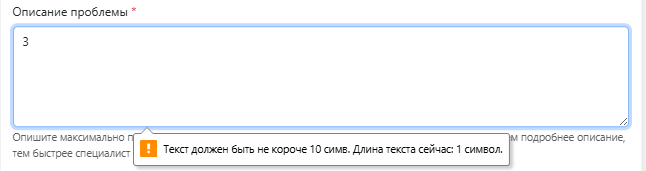 Описание проблемы *
3
Опишите максимально п
м подробнее описание,
тем быстрее специалист
Текст должен быть не короче 10 симв. Длина текста сейчас: 1 символ.